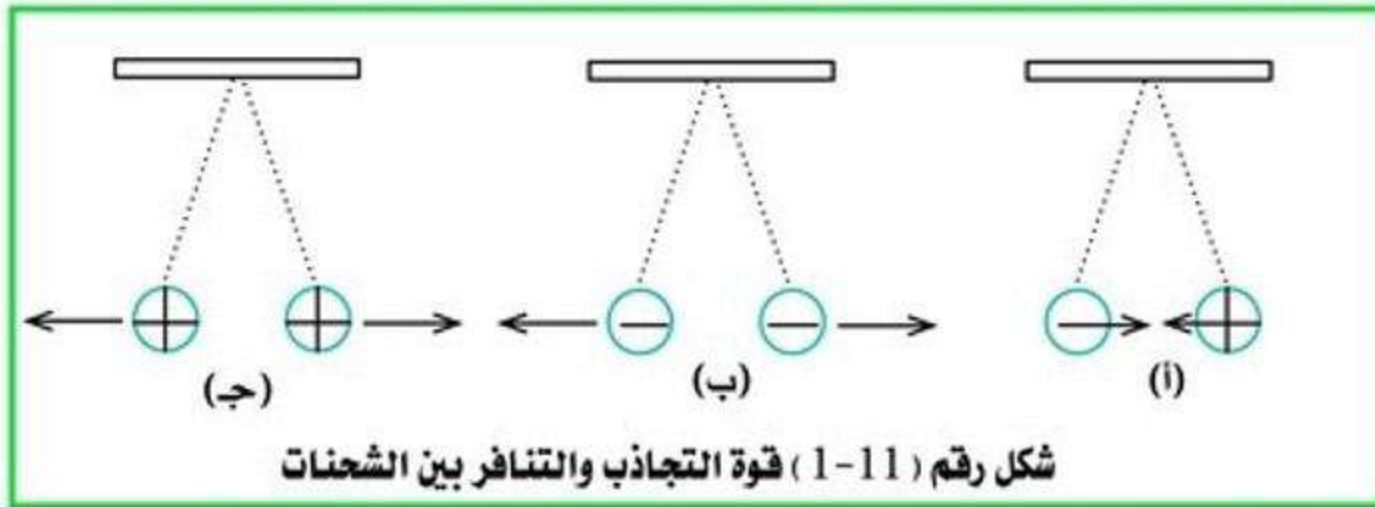 (أ)
(ب)
(جـ)
شكل رقم (11-1) قوة التجاذب والتنافر بين الشحنات